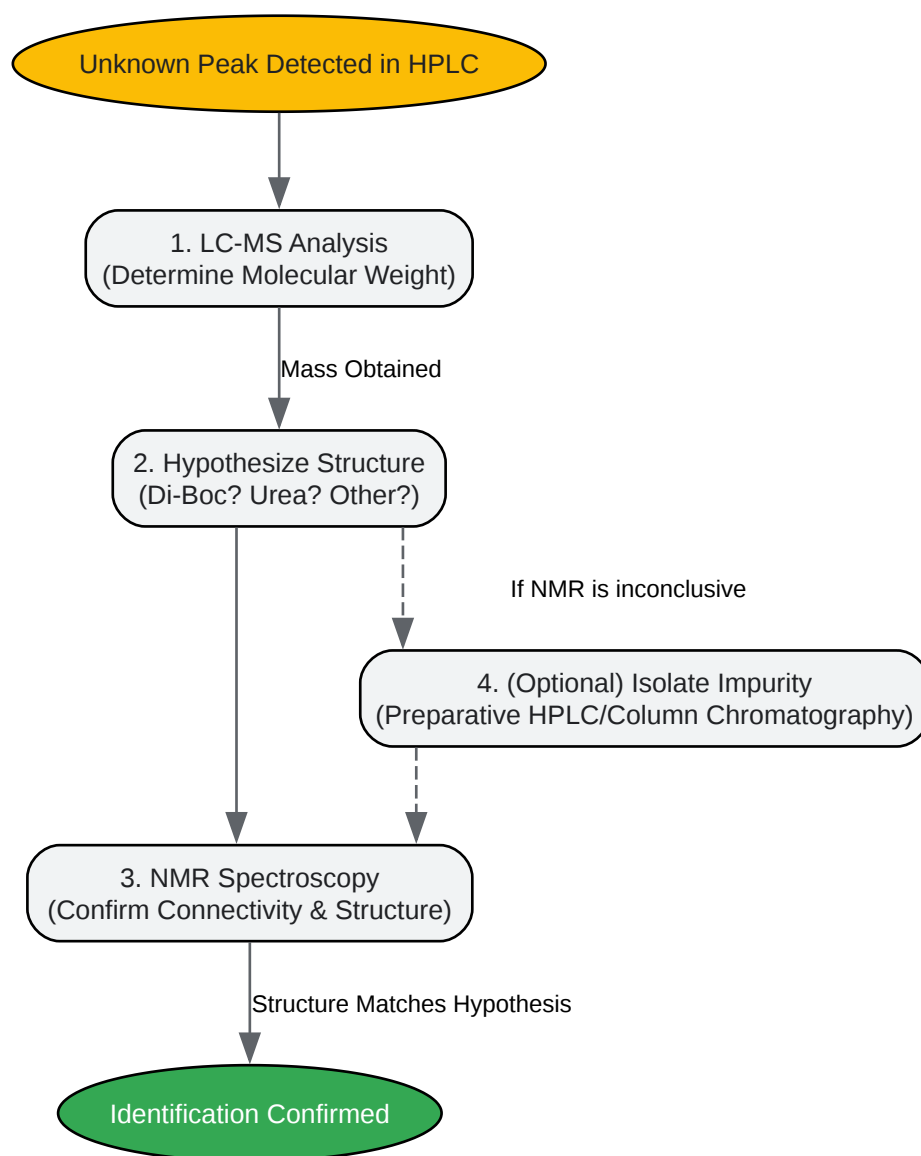 Unknown Peak Detected in HPLC
1. LC-MS Analysis
(Determine Molecular Weight)
Mass Obtained
2. Hypothesize Structure
(Di-Boc? Urea? Other?)
If NMR is inconclusive
4. (Optional) Isolate Impurity
(Preparative HPLC/Column Chromatography)
3. NMR Spectroscopy
(Confirm Connectivity & Structure)
Structure Matches Hypothesis
Identification Confirmed